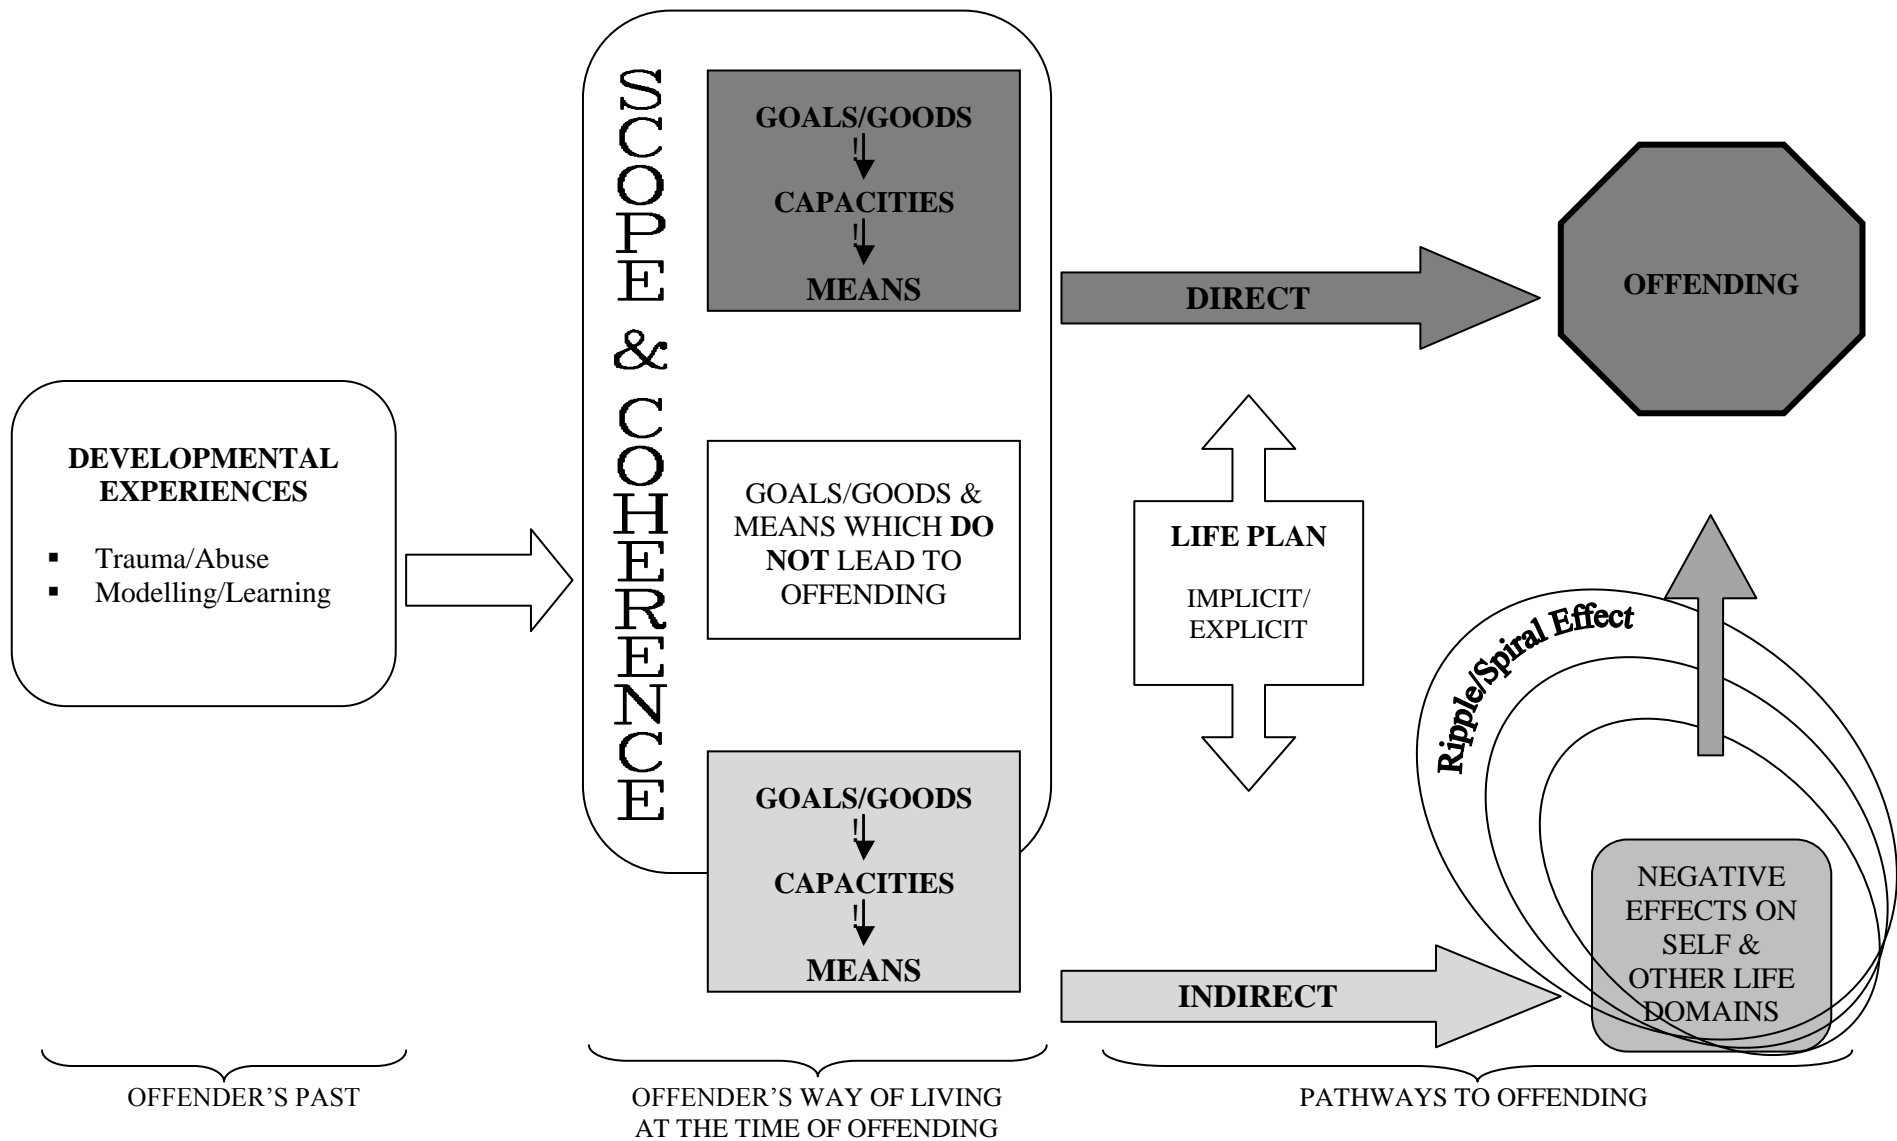 DEVELOPMENTAL
EXPERIENCES
▪ Trauma/Abuse
▪ Modelling/Learning
SCOPE & COHERENCE
GOALS/GOODS
!
CAPACITIES
!
MEANS
GOALS/GOODS &
MEANS WHICH DO
NOT LEAD TO
OFFENDING
GOALS/GOODS
!
CAPACITIES
!
MEANS
DIRECT
OFFENDING
LIFE PLAN
IMPLICIT/
EXPLICIT
Ripple/Spiral Effect
INDIRECT
NEGATIVE
EFFECTS ON
SELF &
OTHER LIFE
DOMAINS
OFFENDER’S PAST
OFFENDER’S WAY OF LIVING
AT THE TIME OF OFFENDING
PATHWAYS TO OFFENDING